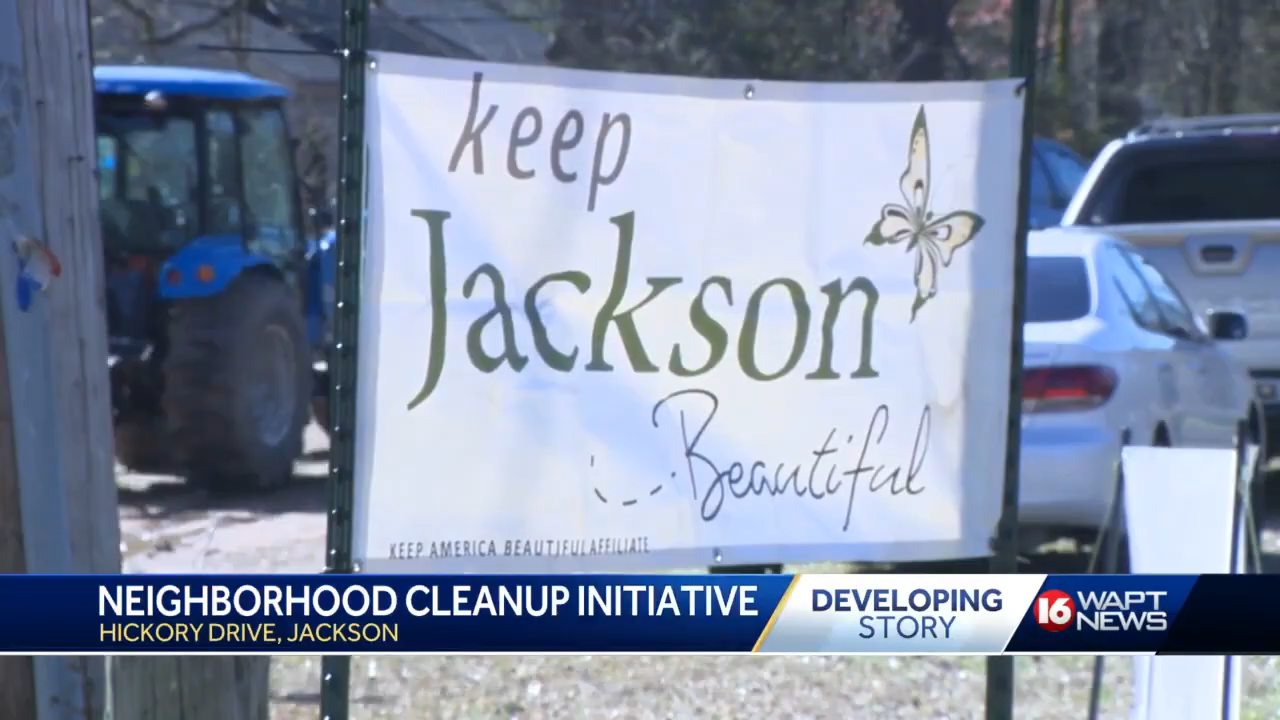 keep
Jackson
Beautiful
KEEP AMERICA BEAUTIFUL AFFILIATE
NEIGHBORHOOD CLEANUP INITIATIVE
HICKORY DRIVE, JACKSON
DEVELOPING
STORY
16 WAPT
NEWS